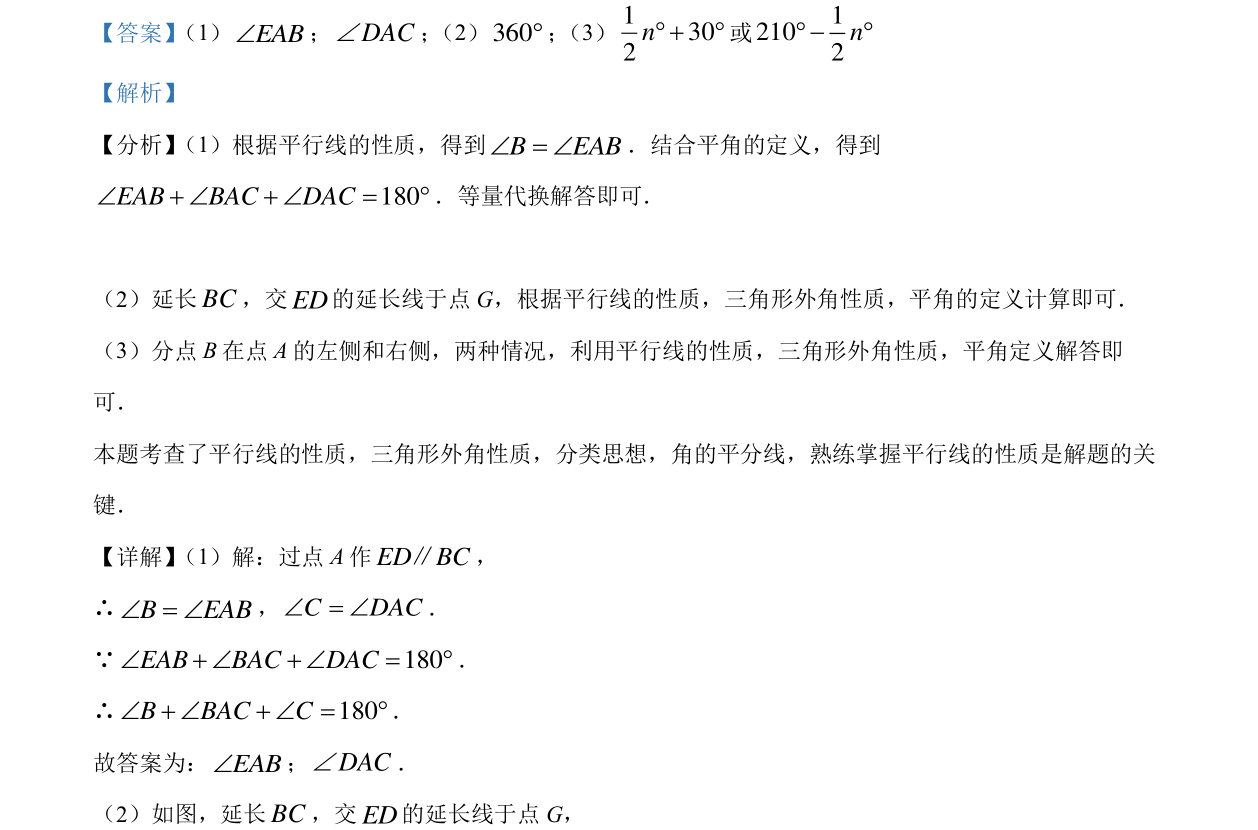 【答案】（1）∠EAB；∠DAC；（2）360°；（3）1/2 n°+30°或210°−1/2 n°
【解析】
【分析】（1）根据平行线的性质，得到∠B=∠EAB．结合平角的定义，得到
∠EAB+∠BAC+∠DAC=180°．等量代换解答即可．
（2）延长BC，交ED的延长线于点G，根据平行线的性质，三角形外角性质，平角的定义计算即可．
（3）分点B在点A的左侧和右侧，两种情况，利用平行线的性质，三角形外角性质，平角定义解答即
可．
本题考查了平行线的性质，三角形外角性质，分类思想，角的平分线，熟练掌握平行线的性质是解题的关
键．
【详解】（1）解：过点A作ED∥BC，
∴∠B=∠EAB，∠C=∠DAC．
∵∠EAB+∠BAC+∠DAC=180°．
∴∠B+∠BAC+∠C=180°．
故答案为：∠EAB；∠DAC．
（2）如图，延长BC，交ED的延长线于点G，